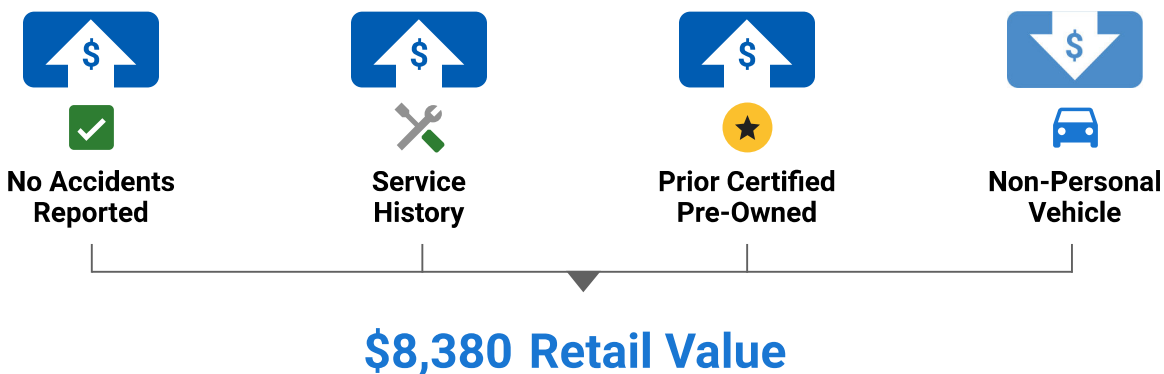 $ $ $ $
No Accidents Reported
Service History
Prior Certified Pre-Owned
Non-Personal Vehicle
$8,380 Retail Value